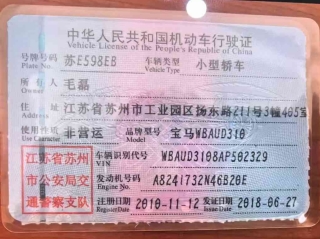 中华人民共和国机动车行驶证
Vehicle License of the People's Republic of China
号牌号码 苏E598EB 车辆类型 小型轿车
Plate No. Vehicle Type
所有人 毛磊
Owner
住址 江苏省苏州市工业园区扬东路211号3幢405室
Address
使用性质 非营运 品牌型号 宝马WBAUD310
Use Character Model
江苏省苏州
市公安局交
通警察支队
车辆识别代号 WBAUD3108AP502329
VIN
发动机号码 A8241732N46B20E
Engine No.
注册日期 2010-11-12 发证日期 2018-06-27
Register Date Issue Date